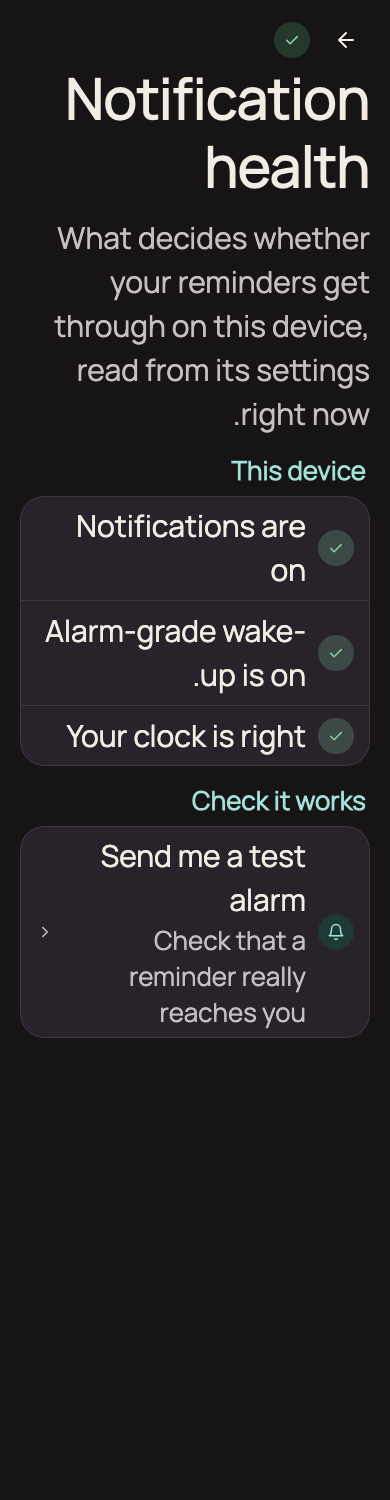 Notification
health
What decides whether
your reminders get
through on this device,
read from its settings
.right now
This device
Notifications are
on
Alarm-grade wake-
.up is on
Your clock is right
Check it works
Send me a test
alarm
Check that a
reminder really
reaches you